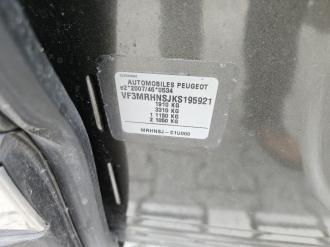 AUTOMOBILES PEUGEOT
e2*2007/46*0534
VF3MRHNSJKS195921
1910 KG
3310 KG
1 1150 KG
2 1050 KG
MRHNSJ-C1U000